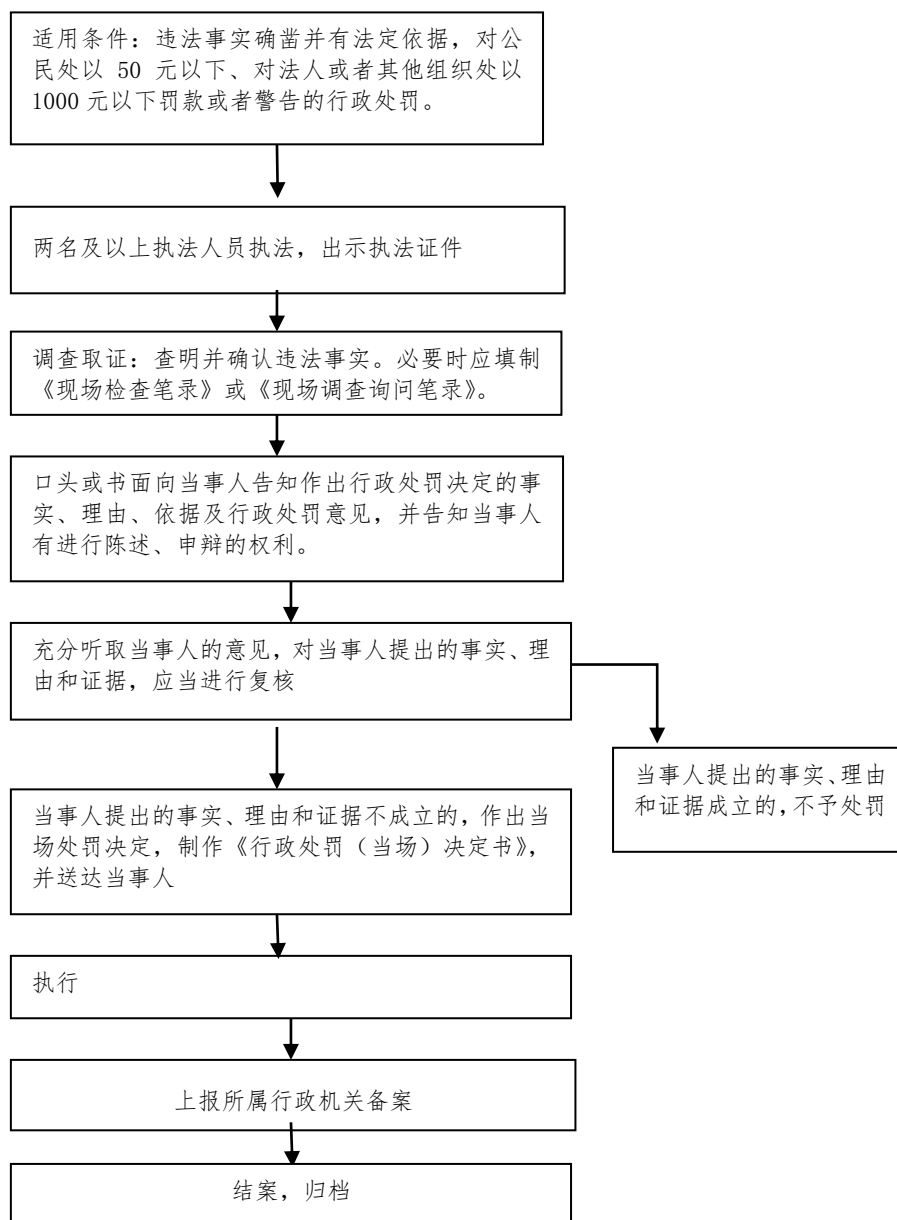 适用条件：违法事实确凿并有法定依据，对公
民处以 50 元以下、对法人或者其他组织处以
1000 元以下罚款或者警告的行政处罚。
两名及以上执法人员执法，出示执法证件
调查取证：查明并确认违法事实。必要时应填制
《现场检查笔录》或《现场调查询问笔录》。
口头或书面向当事人告知作出行政处罚决定的事
实、理由、依据及行政处罚意见，并告知当事人
有进行陈述、申辩的权利。
充分听取当事人的意见，对当事人提出的事实、理
由和证据，应当进行复核
当事人提出的事实、理由
和证据成立的，不予处罚
当事人提出的事实、理由和证据不成立的，作出当
场处罚决定，制作《行政处罚（当场）决定书》，
并送达当事人
执行
上报所属行政机关备案
结案，归档